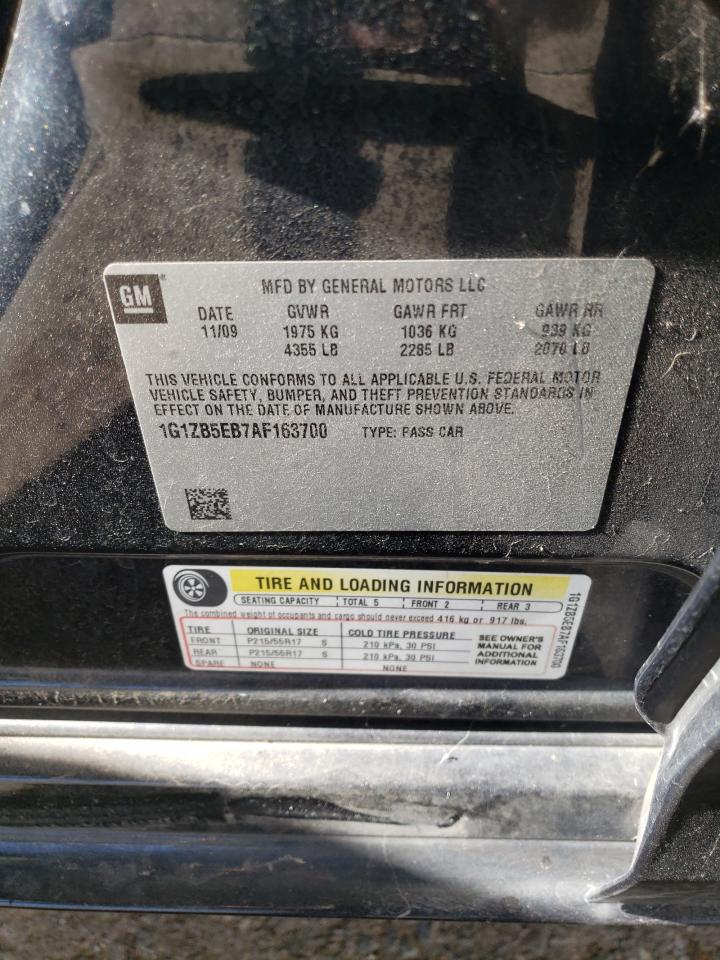 GM
MFD BY GENERAL MOTORS LLC
DATE GVWR GAWR FRT GAWR RR
11/09 1975 KG 1036 KG 939 KG
4355 LB 2285 LB 2070 LB
THIS VEHICLE CONFORMS TO ALL APPLICABLE U.S. FEDERAL MOTOR
VEHICLE SAFETY, BUMPER, AND THEFT PREVENTION STANDARDS IN
EFFECT ON THE DATE OF MANUFACTURE SHOWN ABOVE.
1G1ZB5EB7AF163700 TYPE: PASS CAR
TIRE AND LOADING INFORMATION
SEATING CAPACITY TOTAL 5 FRONT 2 REAR 3
The combined weight of occupants and cargo should never exceed 416 kg or 917 lbs.
TIRE ORIGINAL SIZE COLD TIRE PRESSURE
FRONT P215/55R17 S 210 kPa, 30 PSI
REAR P215/55R17 S 210 kPa, 30 PSI
SPARE NONE NONE
SEE OWNER'S
MANUAL FOR
ADDITIONAL
INFORMATION
1G1ZB5EB7AF163700